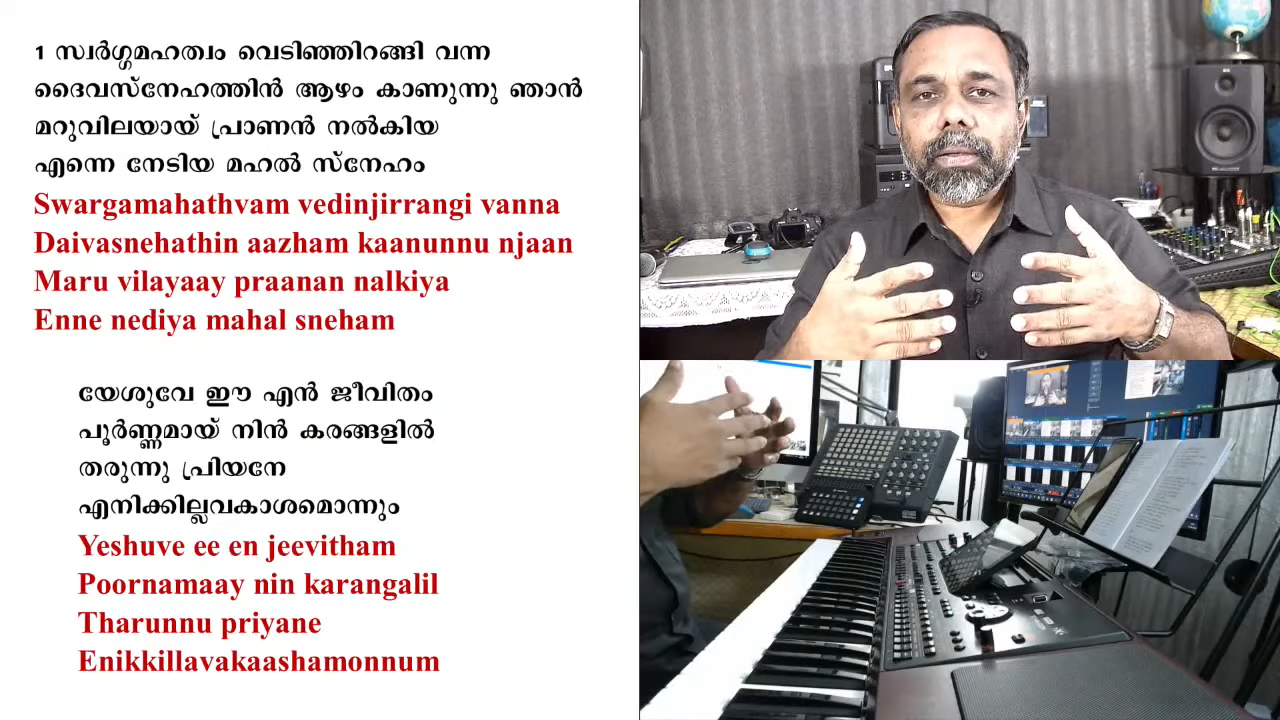 1 സ്വർഗ്ഗമഹത്വം വെടിഞ്ഞിറങ്ങി വന്ന
ദൈവസ്നേഹത്തിൻ ആഴം കാണുന്നു ഞാൻ
മറുവിലയായ് പ്രാണൻ നൽകിയ
എന്നെ നേടിയ മഹൽ സ്നേഹം
Swargamahathvam vedinjirrangi vanna
Daivasnehathin aazham kaanunnu njaan
Maru vilayaay praanan nalkiya
Enne nediya mahal sneham
യേശുവേ ഈ എൻ ജീവിതം
പൂർണ്ണമായ് നിൻ കരങ്ങളിൽ
തരുന്നു പ്രിയനേ
എനിക്കില്ലവകാശമൊന്നും
Yeshuve ee en jeevitham
Poornamaay nin karangalil
Tharunnu priyane
Enikkillavakaashamonnum